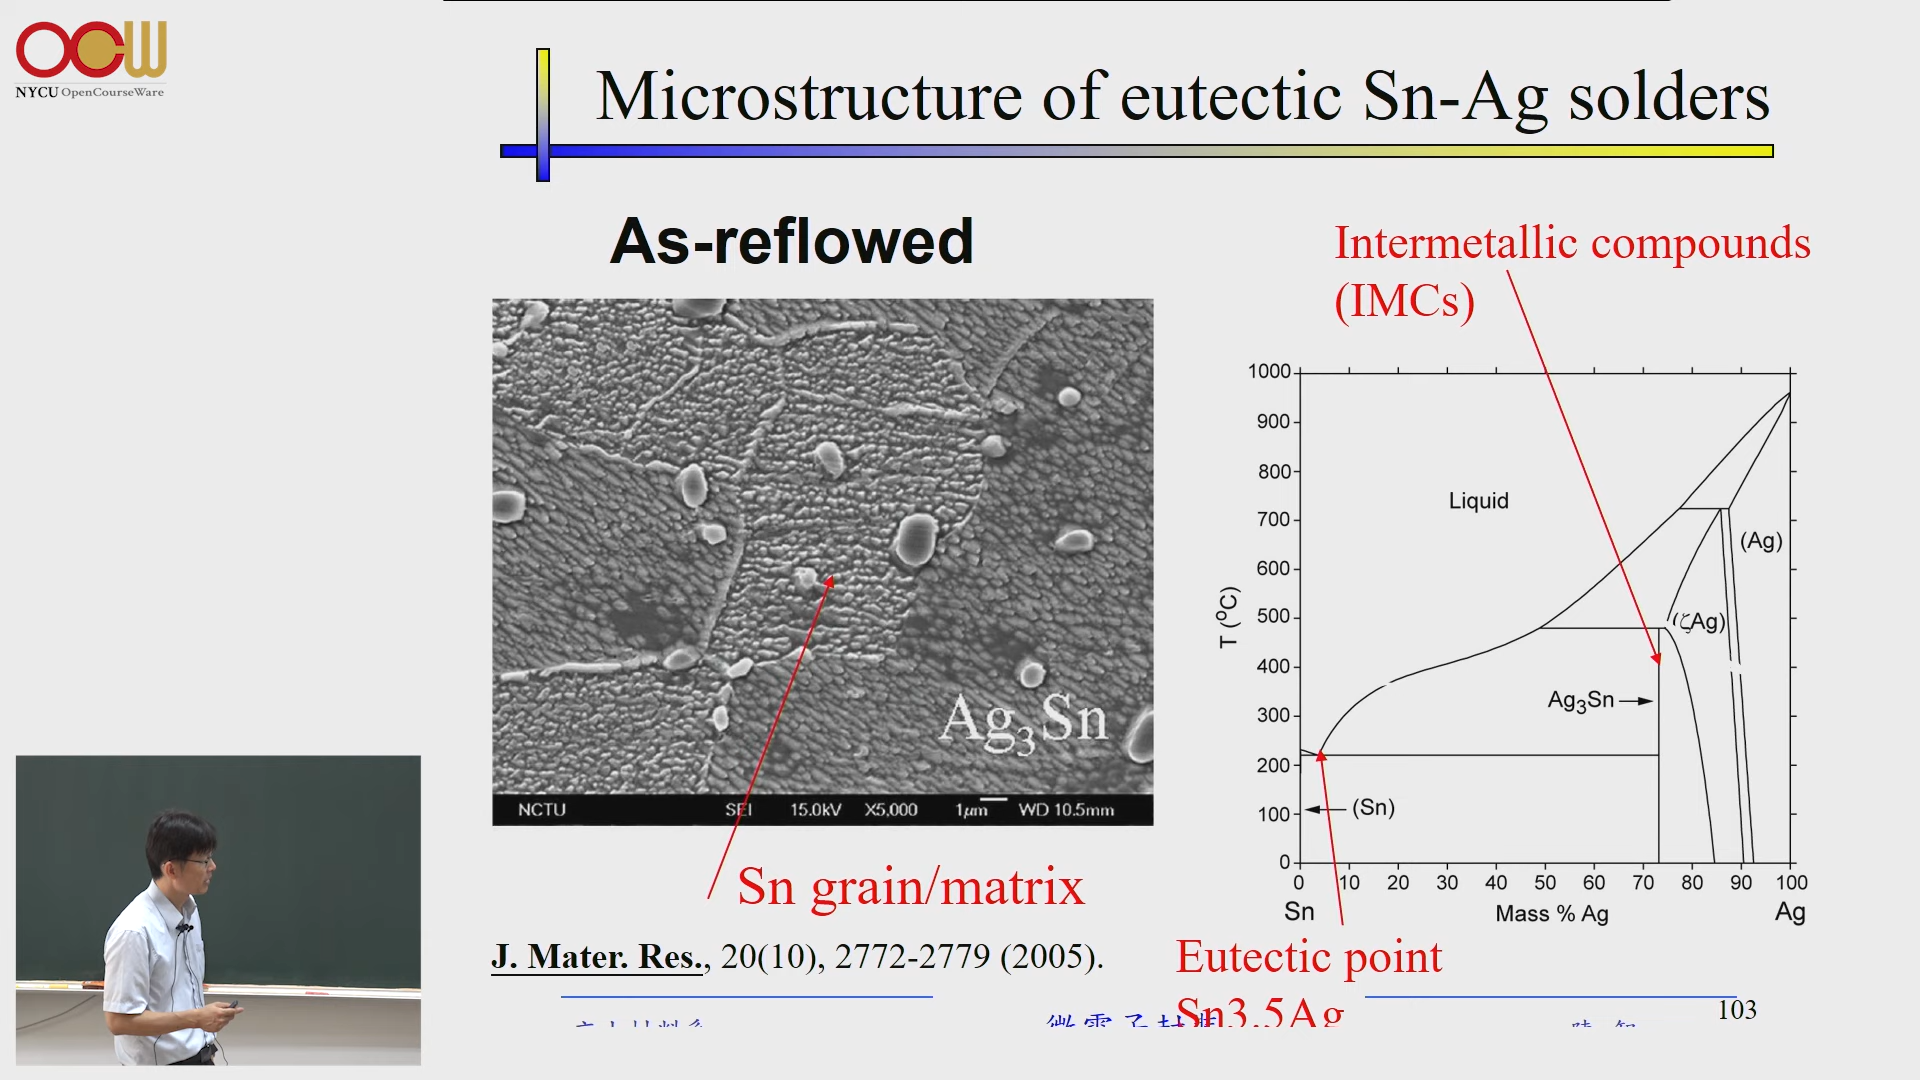 OCW
NYCU OpenCourseWare
Microstructure of eutectic Sn-Ag solders
As-reflowed
Intermetallic compounds
(IMCs)
Ag3Sn
NCTU SEI 15.0kV X5,000 1μm WD 10.5mm
Sn grain/matrix
J. Mater. Res., 20(10), 2772-2779 (2005).
1000
900
800
700
600
500
400
300
200
100
0
T (oC)
Liquid
(Ag)
(ζAg)
Ag3Sn
(Sn)
0 10 20 30 40 50 60 70 80 90 100
Sn Mass % Ag Ag
Eutectic point
Sn3.5Ag
103